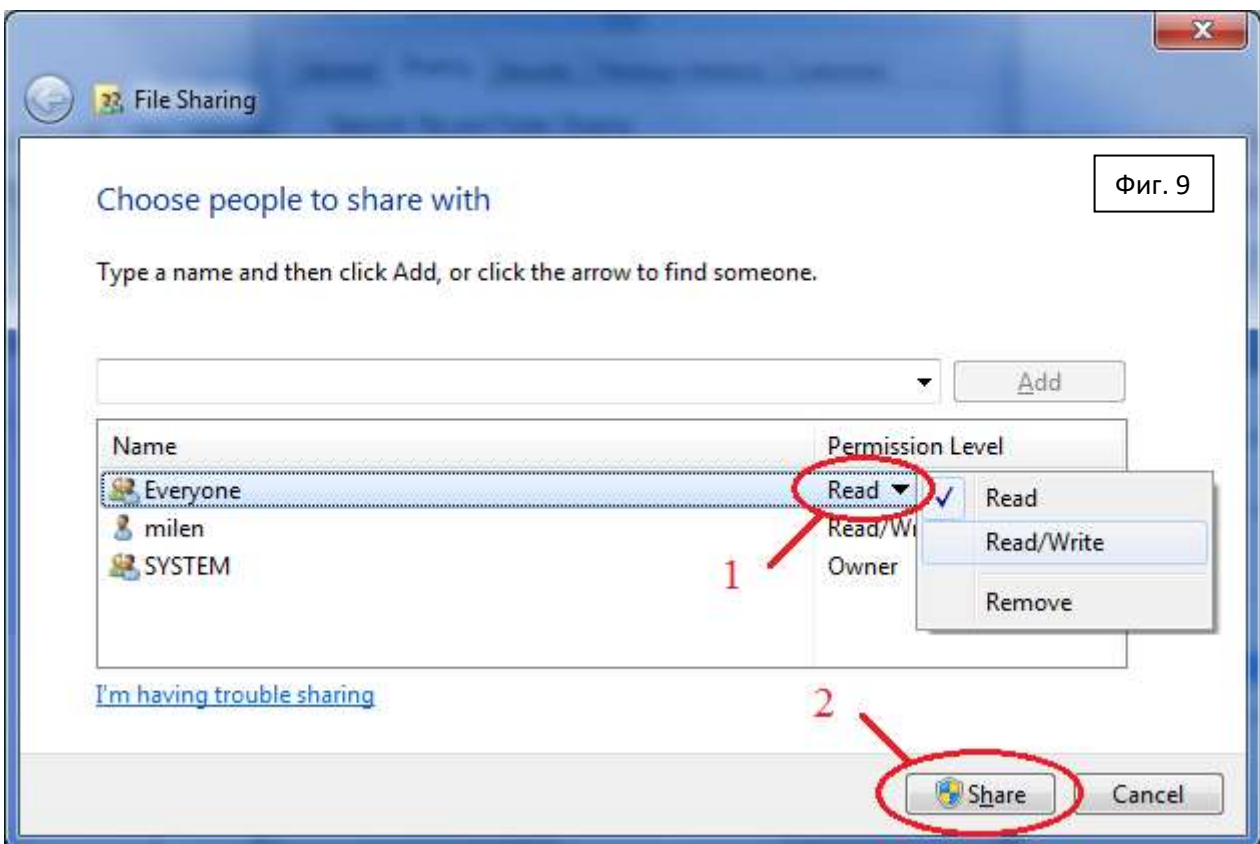 File Sharing
Фиг. 9
Choose people to share with
Type a name and then click Add, or click the arrow to find someone.
Add
Name Permission Level
Everyone Read Read
milen Read/W Read/Write
SYSTEM Owner
Remove
1
I'm having trouble sharing
2
Share Cancel